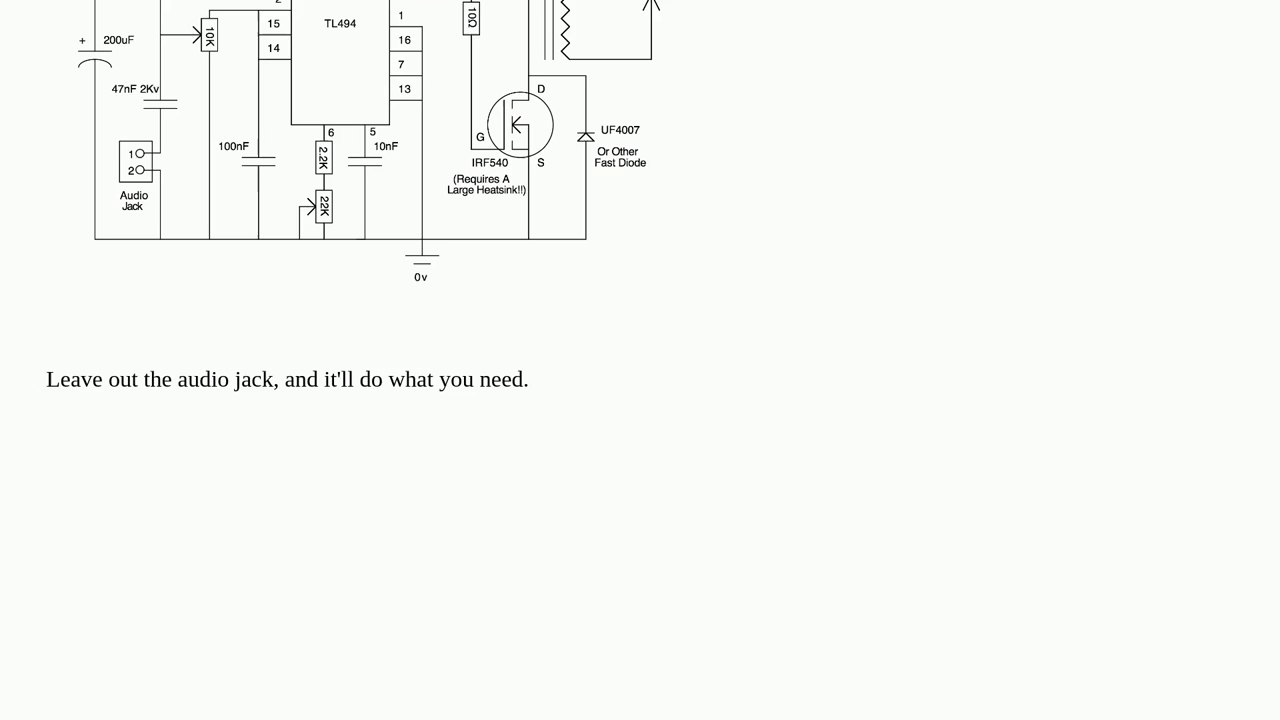 2
1
15
TL494
10Ω
16
+ 200uF
10K
14
7
47nF 2Kv
13
D
6
5
UF4007
G
100nF
10nF
1
2.2K
Or Other
Fast Diode
2
IRF540
S
(Requires A
Large Heatsink!!)
Audio
Jack
22K
0v
Leave out the audio jack, and it'll do what you need.